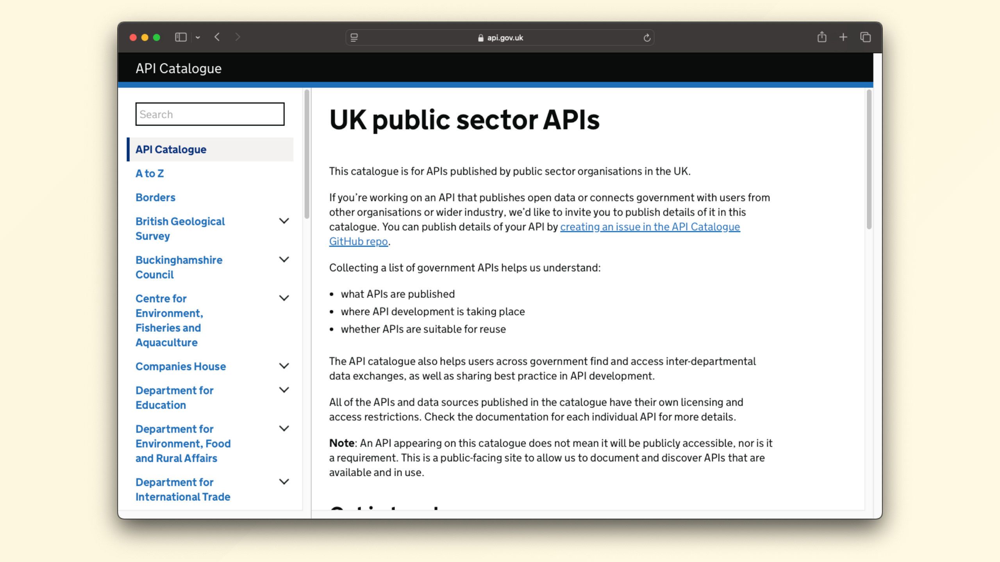 api.gov.uk
API Catalogue
Search
API Catalogue
A to Z
Borders
British Geological
Survey
Buckinghamshire
Council
Centre for
Environment,
Fisheries and
Aquaculture
Companies House
Department for
Education
Department for
Environment, Food
and Rural Affairs
Department for
International Trade
UK public sector APIs
This catalogue is for APIs published by public sector organisations in the UK.
If you’re working on an API that publishes open data or connects government with users from
other organisations or wider industry, we’d like to invite you to publish details of it in this
catalogue. You can publish details of your API by creating an issue in the API Catalogue
GitHub repo.
Collecting a list of government APIs helps us understand:
• what APIs are published
• where API development is taking place
• whether APIs are suitable for reuse
The API catalogue also helps users across government find and access inter-departmental
data exchanges, as well as sharing best practice in API development.
All of the APIs and data sources published in the catalogue have their own licensing and
access restrictions. Check the documentation for each individual API for more details.
Note: An API appearing on this catalogue does not mean it will be publicly accessible, nor is it
a requirement. This is a public-facing site to allow us to document and discover APIs that are
available and in use.